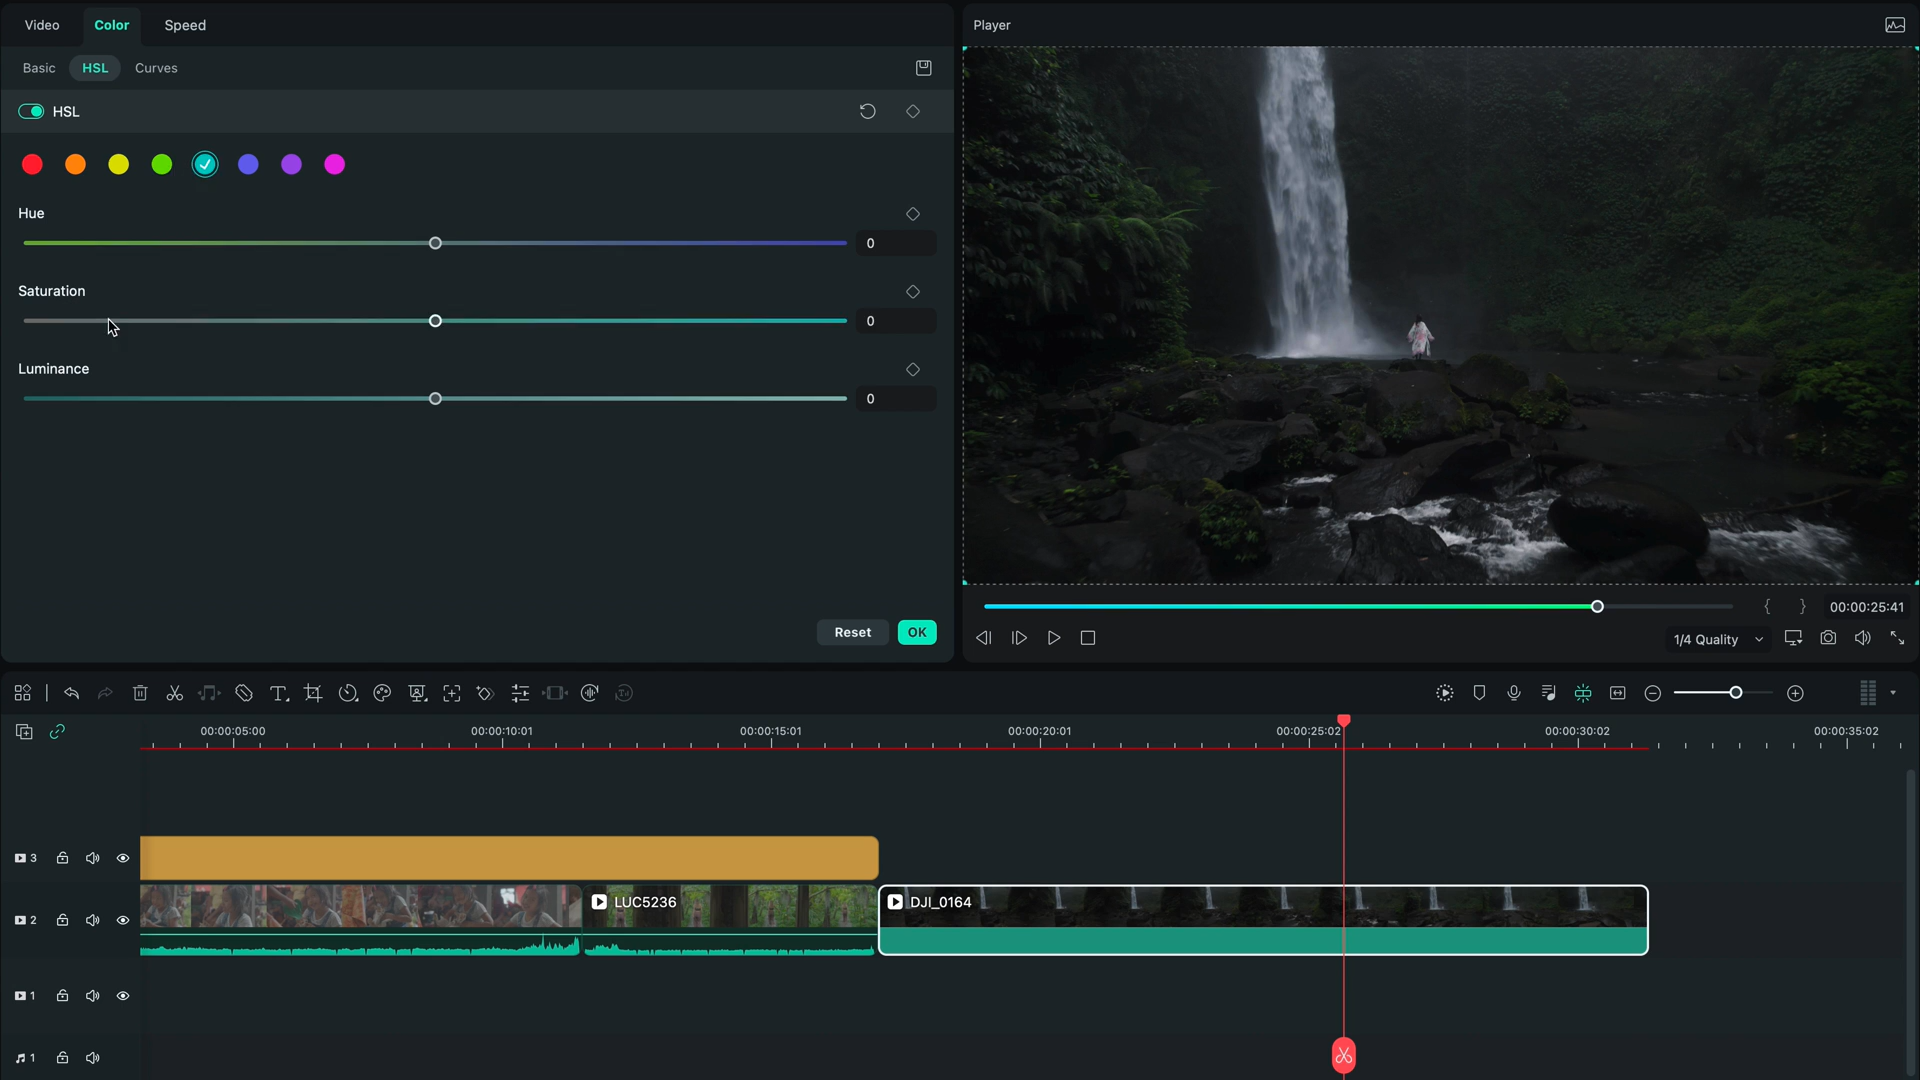 Video Color Speed
Player
Basic HSL Curves
HSL
Hue
0
Saturation
0
Luminance
0
Reset OK
00:00:25:41
1/4 Quality
00:00:05:00 00:00:10:01 00:00:15:01 00:00:20:01 00:00:25:02 00:00:30:02 00:00:35:02
3
2
LUC5236
DJI_0164
1
1